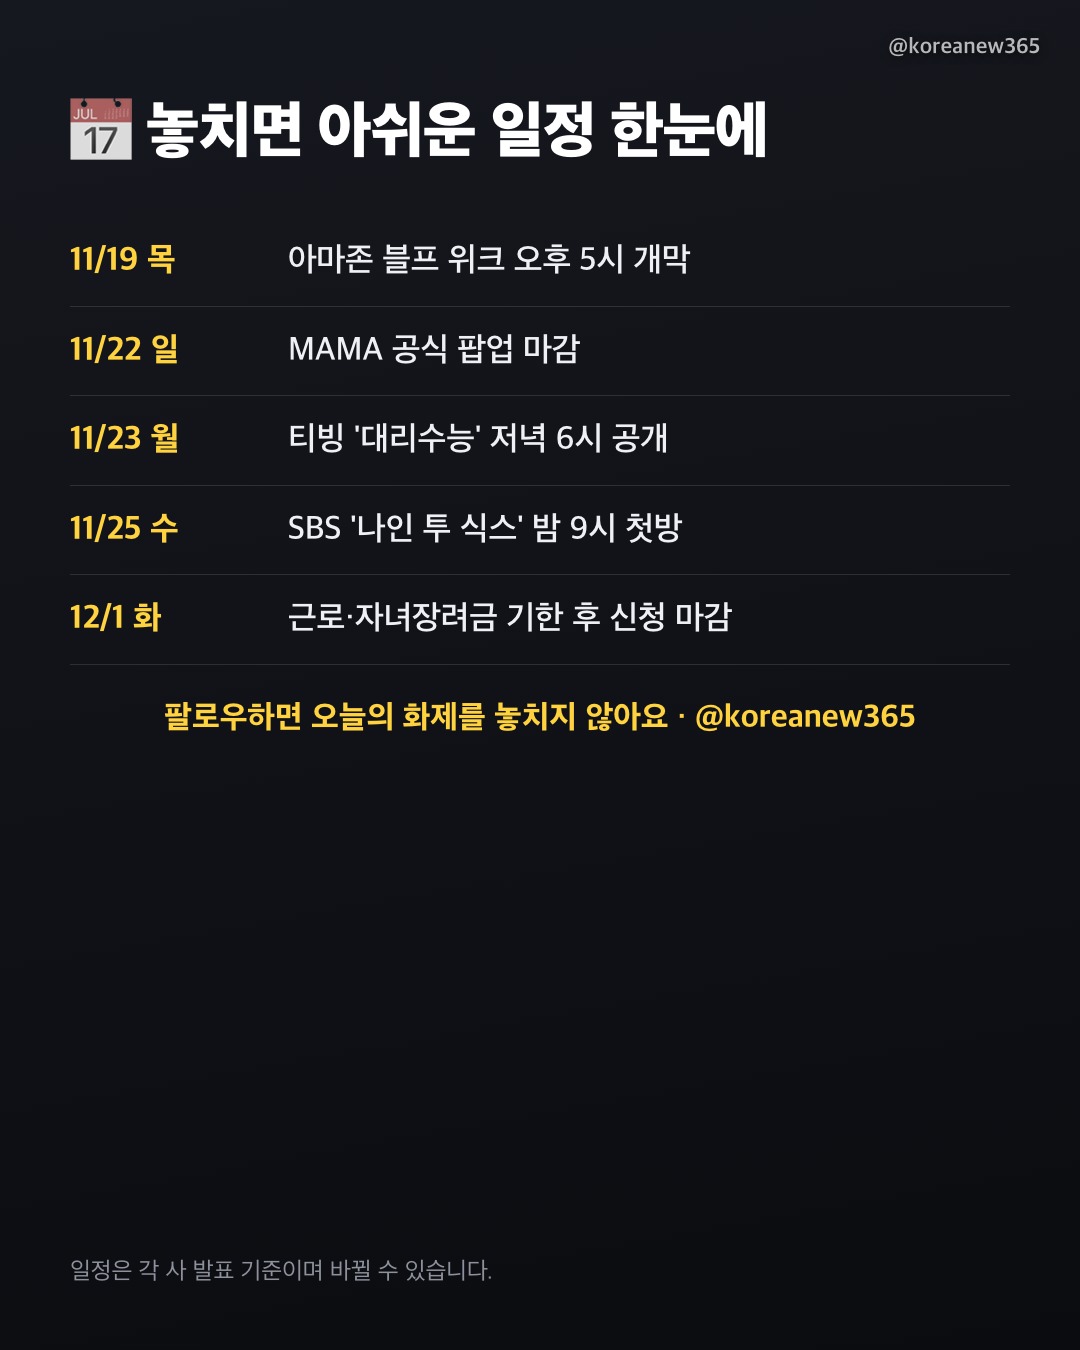 @koreanew365
JUL
17
놓치면 아쉬운 일정 한눈에
11/19 목 아마존 블프 위크 오후 5시 개막
11/22 일 MAMA 공식 팝업 마감
11/23 월 티빙 '대리수능' 저녁 6시 공개
11/25 수 SBS '나인 투 식스' 밤 9시 첫방
12/1 화 근로·자녀장려금 기한 후 신청 마감
팔로우하면 오늘의 화제를 놓치지 않아요 · @koreanew365
일정은 각 사 발표 기준이며 바뀔 수 있습니다.